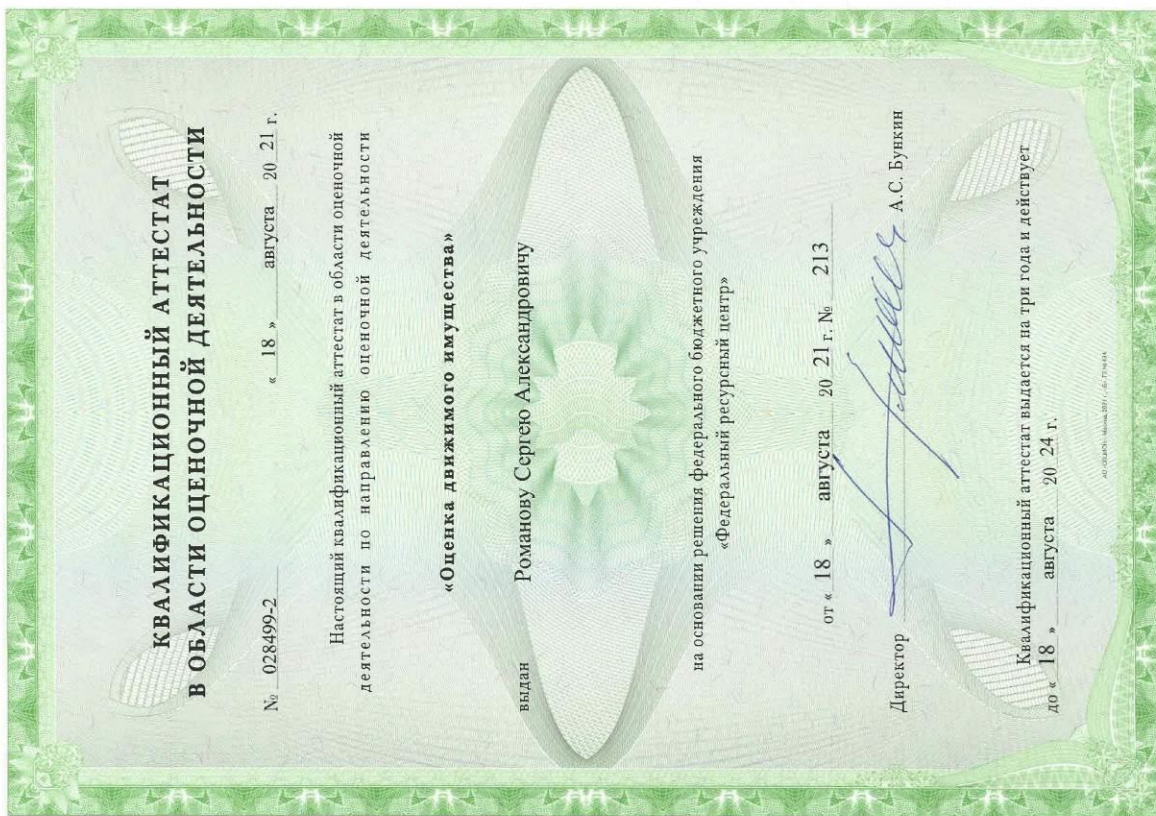 КВАЛИФИКАЦИОННЫЙ АТТЕСТАТ
В ОБЛАСТИ ОЦЕНОЧНОЙ ДЕЯТЕЛЬНОСТИ
№ 028499-2 « 18 » августа 20 21 г.
Настоящий квалификационный аттестат в области оценочной
деятельности по направлению оценочной деятельности
«Оценка движимого имущества»
выдан Романову Сергею Александровичу
на основании решения федерального бюджетного учреждения
«Федеральный ресурсный центр»
от « 18 » августа 20 21 г. № 213
Директор А.С. Бункин
Квалификационный аттестат выдается на три года и действует
до « 18 » августа 20 24 г.